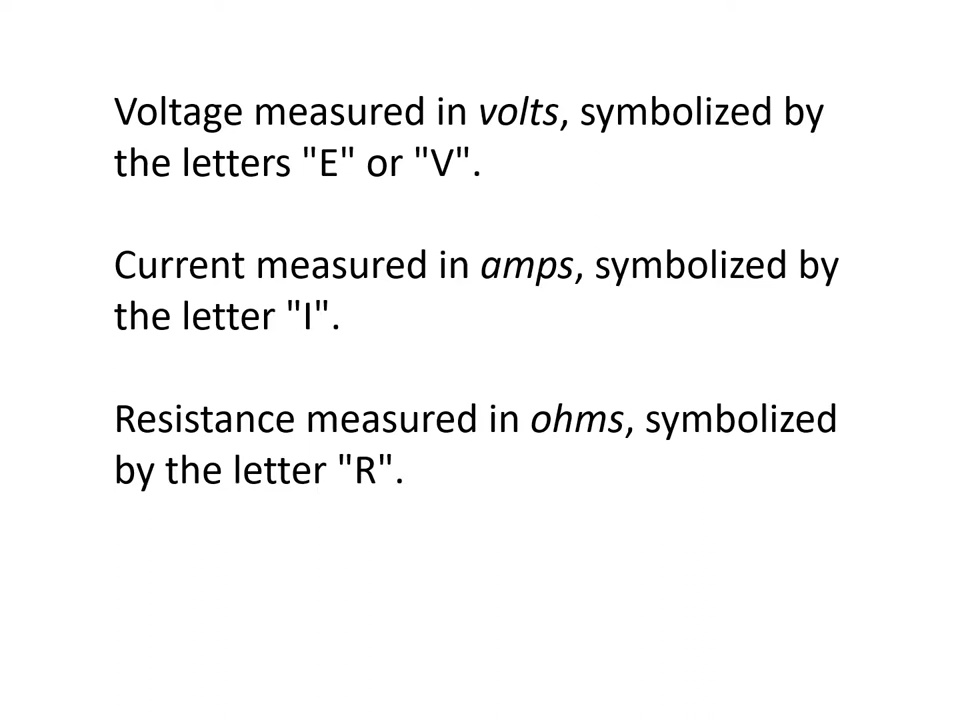 Voltage measured in volts, symbolized by
the letters "E" or "V".
Current measured in amps, symbolized by
the letter "I".
Resistance measured in ohms, symbolized
by the letter "R".